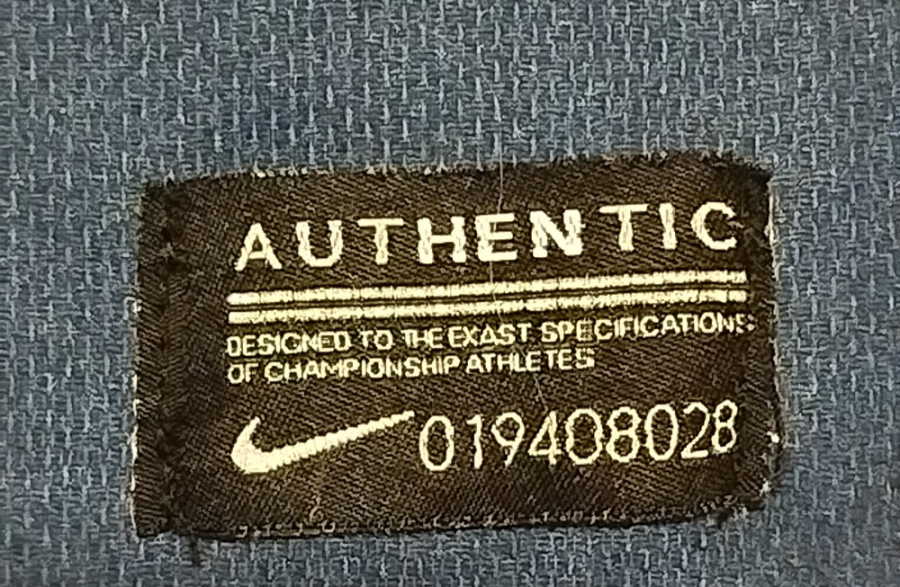 AUTHENTIC
DESIGNED TO THE EXAST SPECIFICATIONS
OF CHAMPIONSHIP ATHLETES
019408028